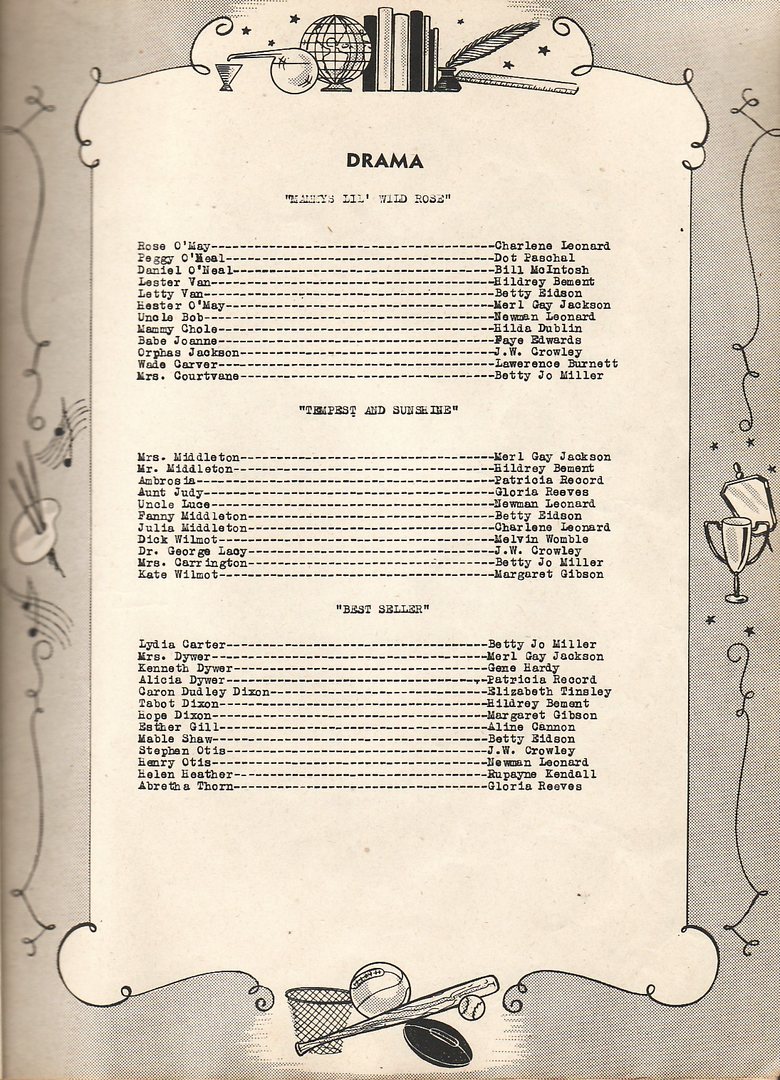 DRAMA
"MAMMYS LIL' WILD ROSE"
Rose O'May-----------------------------------Charlene Leonard
Peggy O'Neal---------------------------------Dot Paschal
Daniel O'Neal--------------------------------Bill McIntosh
Lester Van-----------------------------------Hildrey Bement
Letty Van------------------------------------Betty Eidson
Hester O'May---------------------------------Merl Gay Jackson
Uncle Bob------------------------------------Newman Leonard
Mammy Chole----------------------------------Hilda Dublin
Babe Joanne----------------------------------Faye Edwards
Orphas Jackson-------------------------------J.W. Crowley
Wade Carver----------------------------------Lawerence Burnett
Mrs. Courtvane-------------------------------Betty Jo Miller
"TEMPEST AND SUNSHINE"
Mrs. Middleton-------------------------------Merl Gay Jackson
Mr. Middleton--------------------------------Hildrey Bement
Ambrosia-------------------------------------Patricia Record
Aunt Judy------------------------------------Gloria Reeves
Uncle Luce-----------------------------------Newman Leonard
Fanny Middleton------------------------------Betty Eidson
Julia Middleton------------------------------Charlene Leonard
Dick Wilmot----------------------------------Melvin Womble
Dr. George Lacy------------------------------J.W. Crowley
Mrs. Carrington------------------------------Betty Jo Miller
Kate Wilmot----------------------------------Margaret Gibson
"BEST SELLER"
Lydia Carter---------------------------------Betty Jo Miller
Mrs. Dywer-----------------------------------Merl Gay Jackson
Kenneth Dywer--------------------------------Gene Hardy
Alicia Dywer---------------------------------Patricia Record
Caron Dudley Dixon---------------------------Elizabeth Tinsley
Tabot Dixon----------------------------------Hildrey Bement
Hope Dixon-----------------------------------Margaret Gibson
Esther Gill----------------------------------Aline Cannon
Mable Shaw-----------------------------------Betty Eidson
Stephen Otis---------------------------------J.W. Crowley
Henry Otis-----------------------------------Newman Leonard
Helen Heather--------------------------------Rupayne Kendall
Abretha Thorn--------------------------------Gloria Reeves